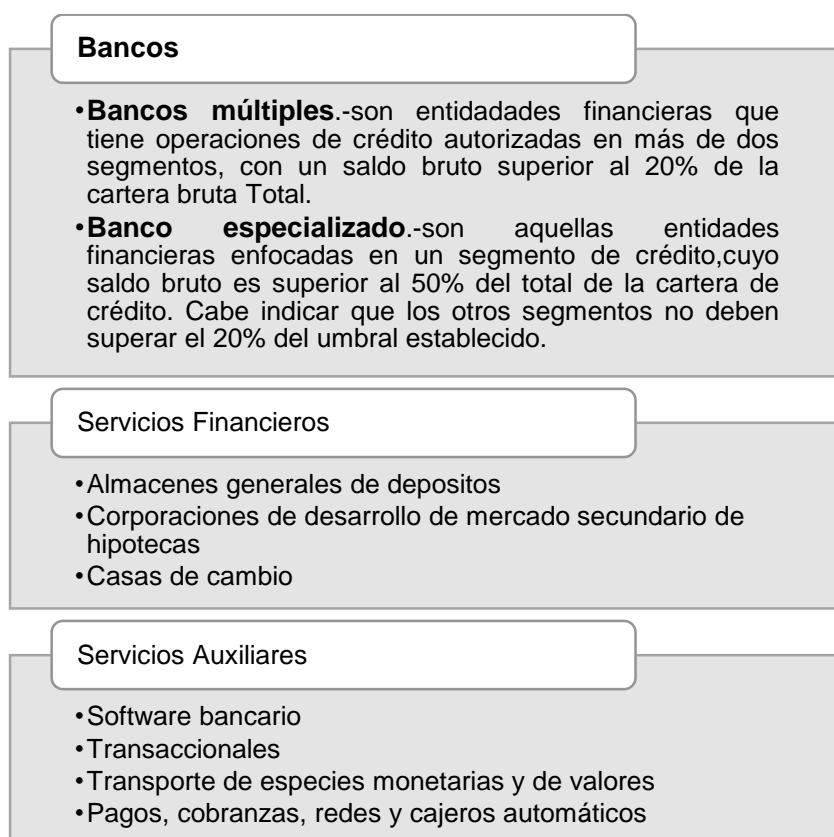 Bancos
•Bancos múltiples.-son entidadades financieras que
tiene operaciones de crédito autorizadas en más de dos
segmentos, con un saldo bruto superior al 20% de la
cartera bruta Total.
•Banco especializado.-son aquellas entidades
financieras enfocadas en un segmento de crédito,cuyo
saldo bruto es superior al 50% del total de la cartera de
crédito. Cabe indicar que los otros segmentos no deben
superar el 20% del umbral establecido.
Servicios Financieros
•Almacenes generales de depositos
•Corporaciones de desarrollo de mercado secundario de
hipotecas
•Casas de cambio
Servicios Auxiliares
•Software bancario
•Transaccionales
•Transporte de especies monetarias y de valores
•Pagos, cobranzas, redes y cajeros automáticos